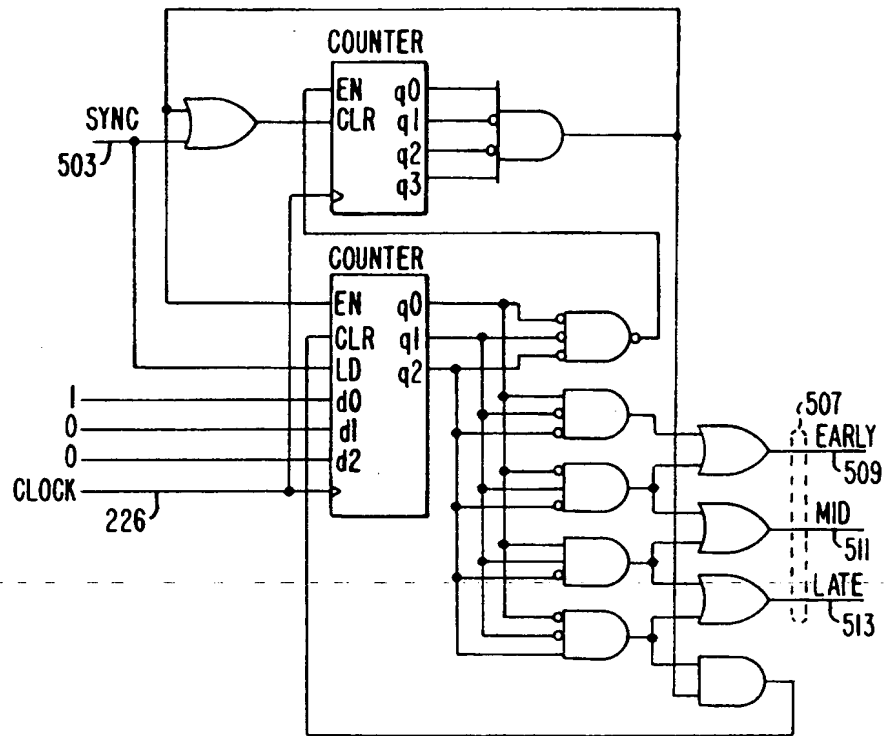 COUNTER
EN q0
CLR q1
q2
q3
SYNC
503
COUNTER
EN q0
CLR q1
LD q2
1 d0
0 d1
0 d2
CLOCK
226
507
EARLY
509
MID
511
LATE
513